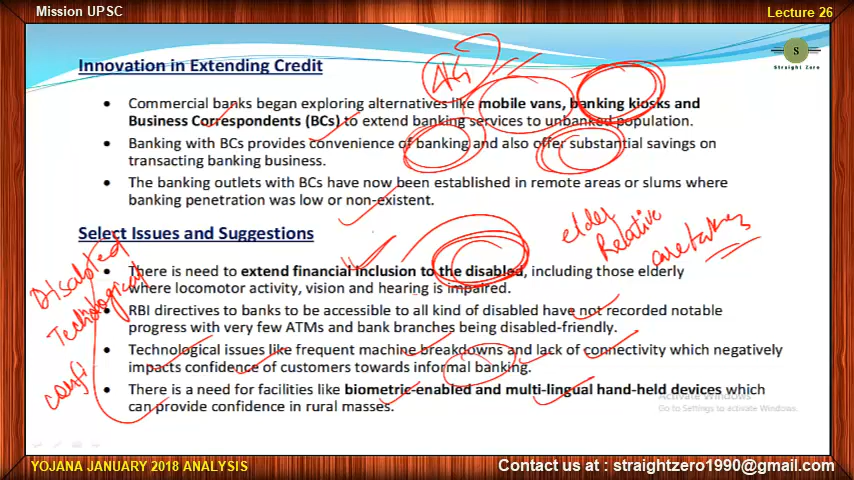 Mission UPSC
Lecture 26
S
Straight Zero
Innovation in Extending Credit
• Commercial banks began exploring alternatives like mobile vans, banking kiosks and
Business Correspondents (BCs) to extend banking services to unbanked population.
• Banking with BCs provides convenience of banking and also offer substantial savings on
transacting banking business.
• The banking outlets with BCs have now been established in remote areas or slums where
banking penetration was low or non-existent.
Select Issues and Suggestions
elder
Relative
caretakers
Disabled
Technological
confi
• There is need to extend financial inclusion to the disabled, including those elderly
where locomotor activity, vision and hearing is impaired.
• RBI directives to banks to be accessible to all kind of disabled have not recorded notable
progress with very few ATMs and bank branches being disabled-friendly.
• Technological issues like frequent machine breakdowns and lack of connectivity which negatively
impacts confidence of customers towards informal banking.
• There is a need for facilities like biometric-enabled and multi-lingual hand-held devices which
can provide confidence in rural masses.
Activate Windows
Go to Settings to activate Windows.
YOJANA JANUARY 2018 ANALYSIS
Contact us at : straightzero1990@gmail.com